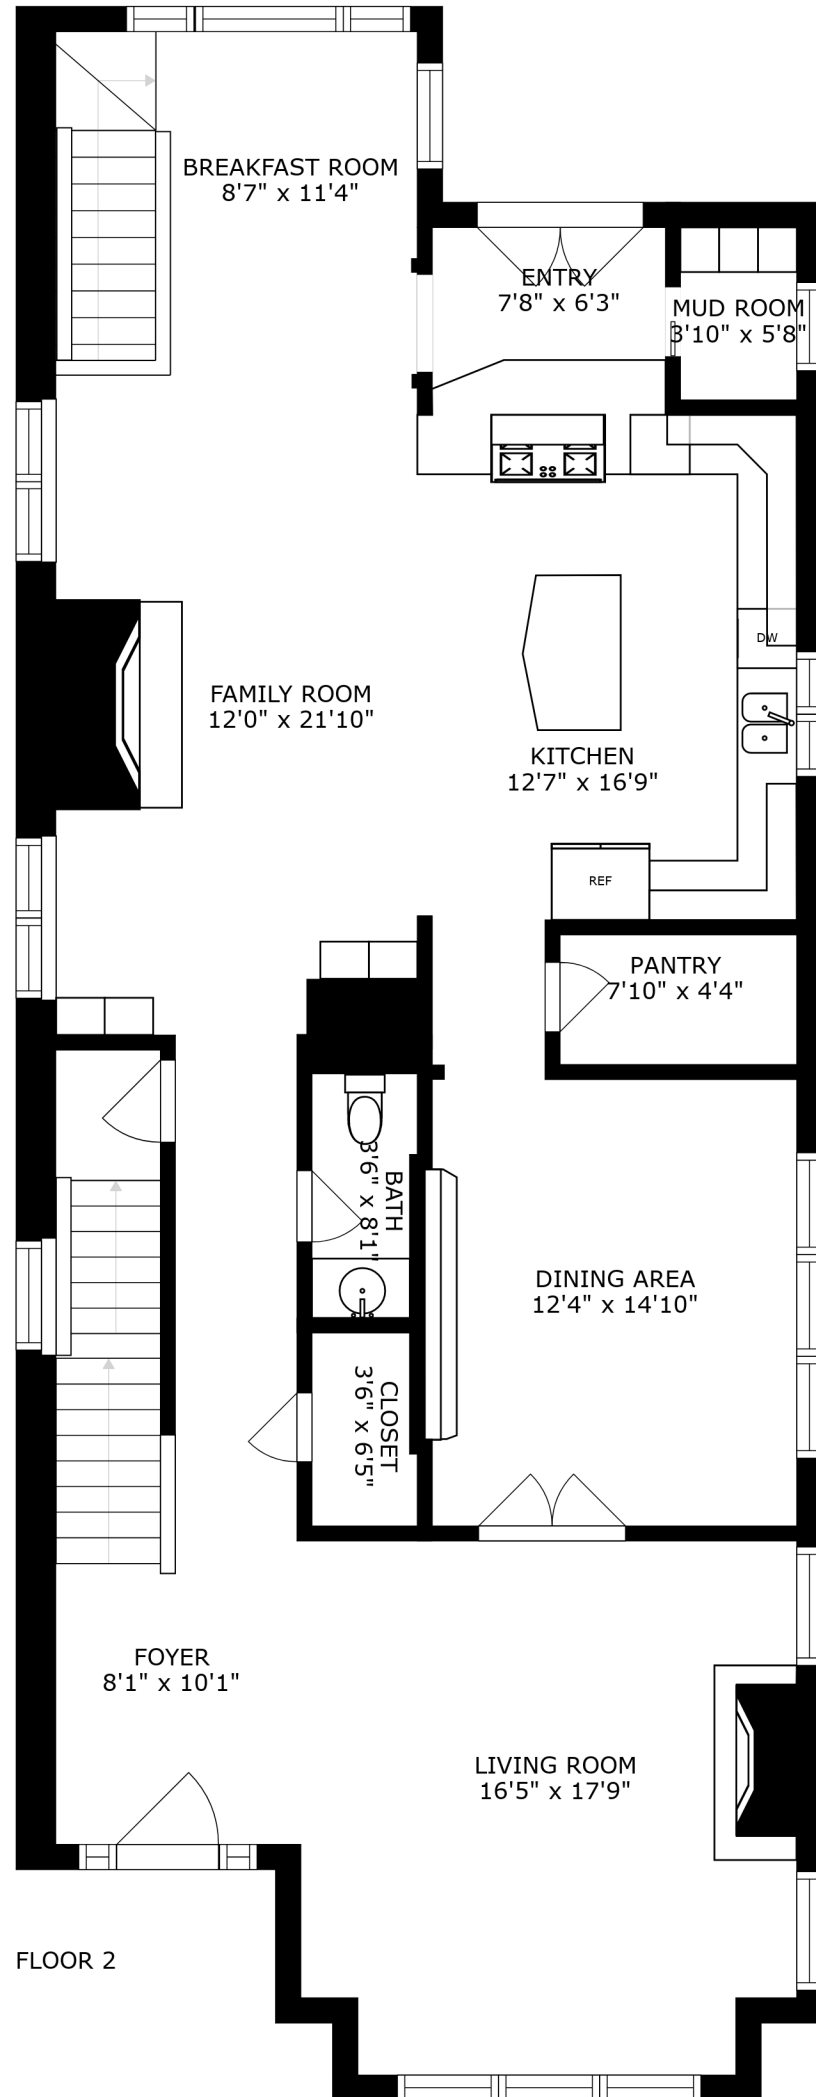 BREAKFAST ROOM
8'7" x 11'4"
ENTRY
7'8" x 6'3"
MUD ROOM
3'10" x 5'8"
DW
FAMILY ROOM
12'0" x 21'10"
KITCHEN
12'7" x 16'9"
REF
PANTRY
7'10" x 4'4"
BATH
3'6" x 8'1"
DINING AREA
12'4" x 14'10"
CLOSET
3'6" x 6'5"
FOYER
8'1" x 10'1"
LIVING ROOM
16'5" x 17'9"
FLOOR 2